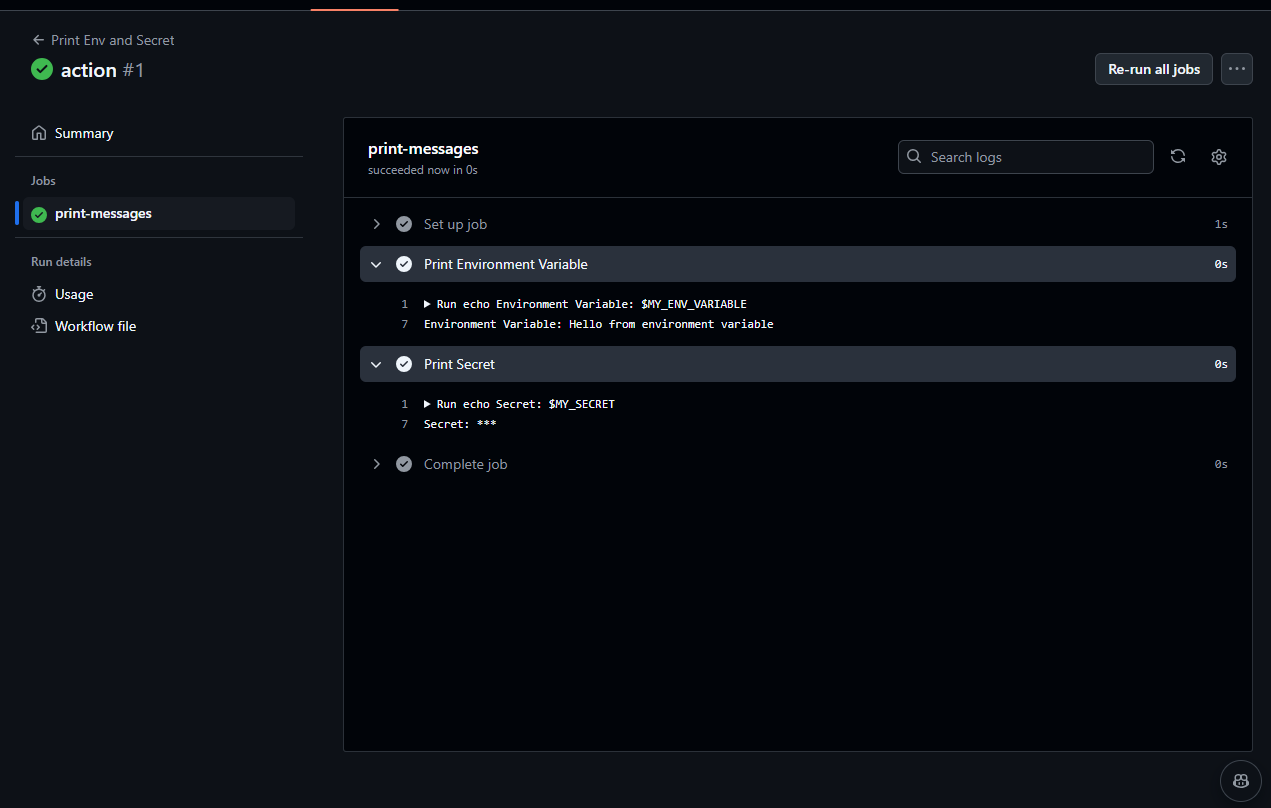 Print Env and Secret
action #1
Re-run all jobs
Summary
Jobs
print-messages
Run details
Usage
Workflow file
print-messages
succeeded now in 0s
Search logs
Set up job 1s
Print Environment Variable 0s
1 Run echo Environment Variable: $MY_ENV_VARIABLE
7 Environment Variable: Hello from environment variable
Print Secret 0s
1 Run echo Secret: $MY_SECRET
7 Secret: ***
Complete job 0s